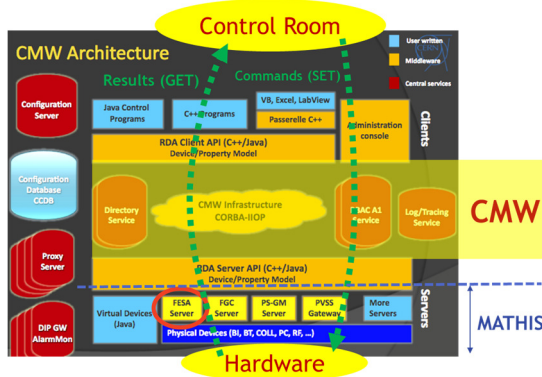 Control Room
CMW Architecture
User written
Middleware
Central services
Results (GET)
Commands (SET)
Configuration
Server
Java Control
Programs
C++ Programs
VB, Excel, LabView
Passerelle C++
Administration
console
Clients
RDA Client API (C++/Java)
Device/Property Model
Configuration
Database
CCDB
Directory
Service
CMW Infrastructure
CORBA-IIOP
RBAC A1
Service
Log/Tracing
Service
CMW
Proxy
Server
RDA Server API (C++/Java)
Device/Property Model
Virtual Devices
(Java)
FESA
Server
FGC
Server
PS-GM
Server
PVSS
Gateway
More
Servers
Servers
MATHIS
DIP GW
AlarmMon
Physical Devices (BI, BT, COLL, PC, RF, ...)
Hardware